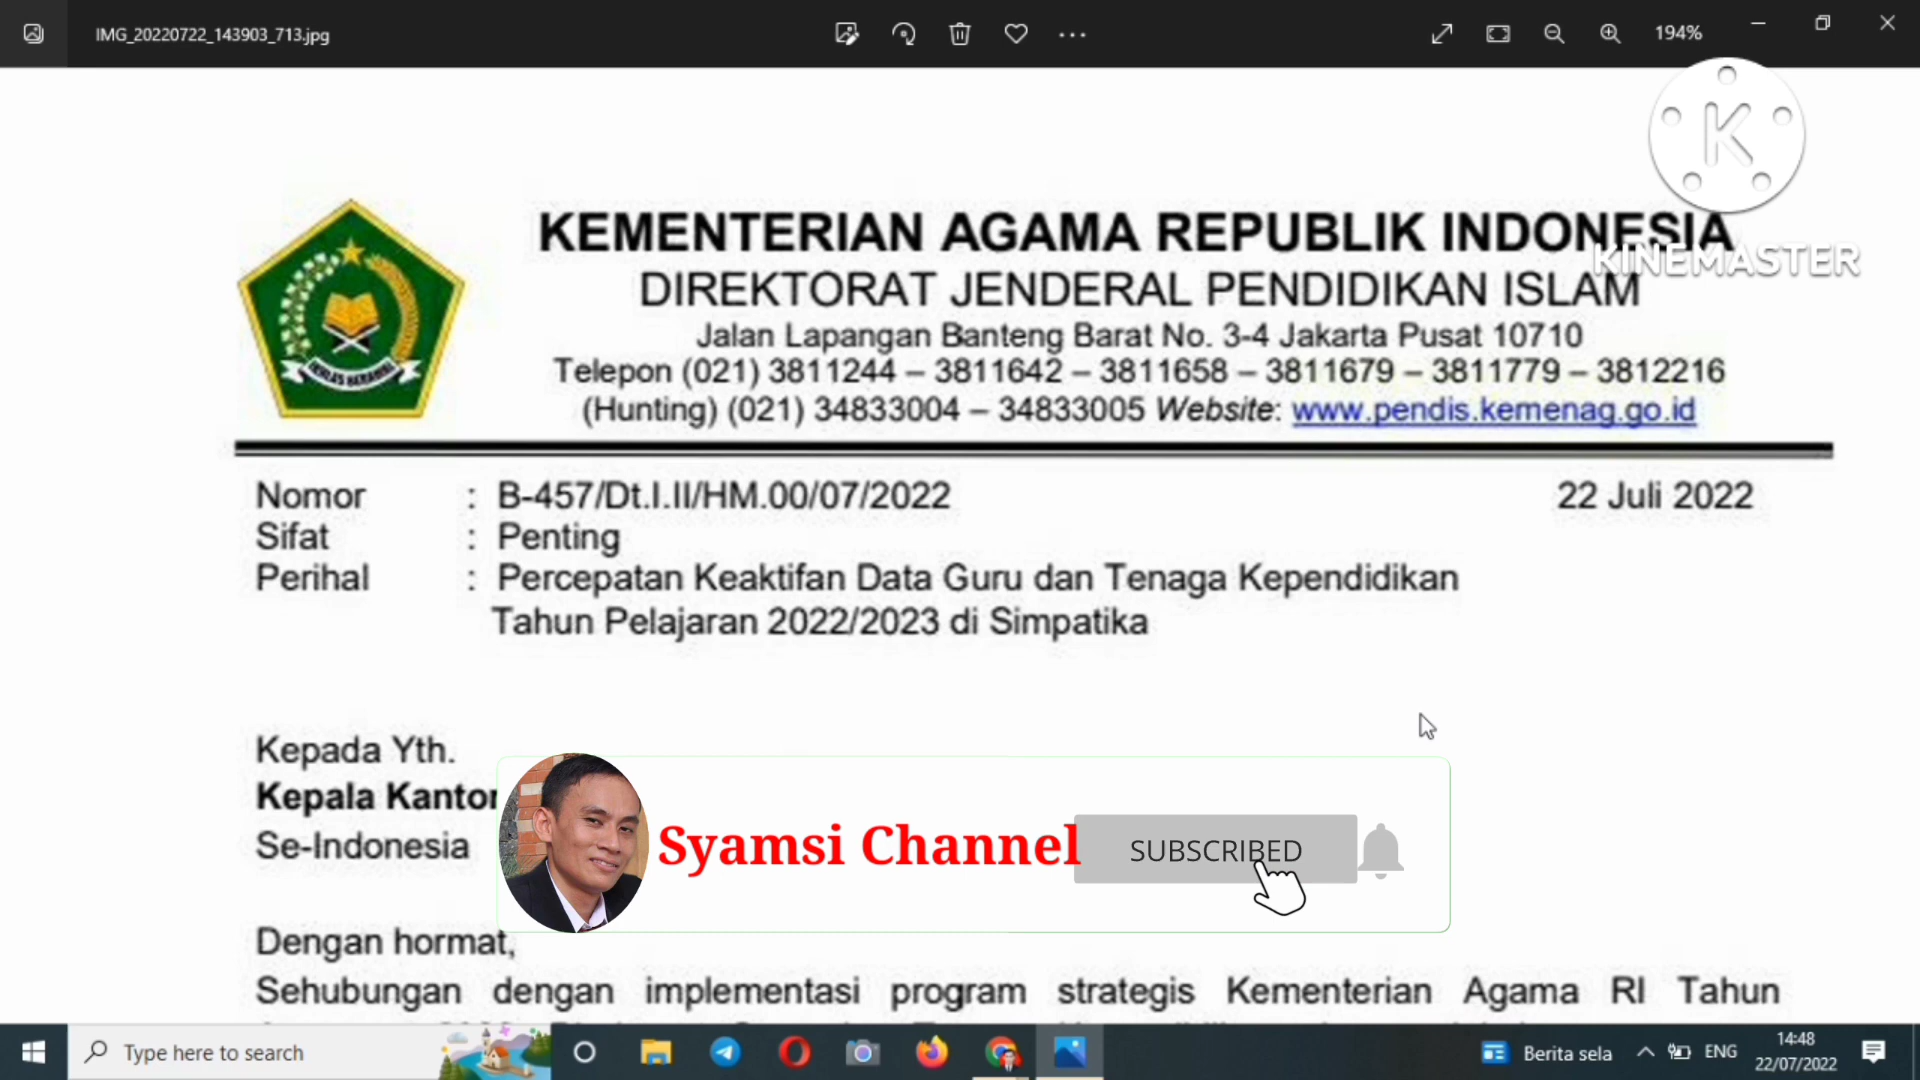 IMG_20220722_143903_713.jpg
194%
K
KINEMASTER
KEMENTERIAN AGAMA REPUBLIK INDONESIA
DIREKTORAT JENDERAL PENDIDIKAN ISLAM
Jalan Lapangan Banteng Barat No. 3-4 Jakarta Pusat 10710
Telepon (021) 3811244 – 3811642 – 3811658 – 3811679 – 3811779 – 3812216
(Hunting) (021) 34833004 – 34833005 Website: www.pendis.kemenag.go.id
IKHLAS BERAMAL
Nomor : B-457/Dt.I.II/HM.00/07/2022 22 Juli 2022
Sifat : Penting
Perihal : Percepatan Keaktifan Data Guru dan Tenaga Kependidikan
Tahun Pelajaran 2022/2023 di Simpatika
Kepada Yth.
Kepala Kantor
Se-Indonesia
Syamsi Channel
SUBSCRIBED
Dengan hormat,
Sehubungan dengan implementasi program strategis Kementerian Agama RI Tahun
Type here to search
Berita sela
ENG
14:48
22/07/2022